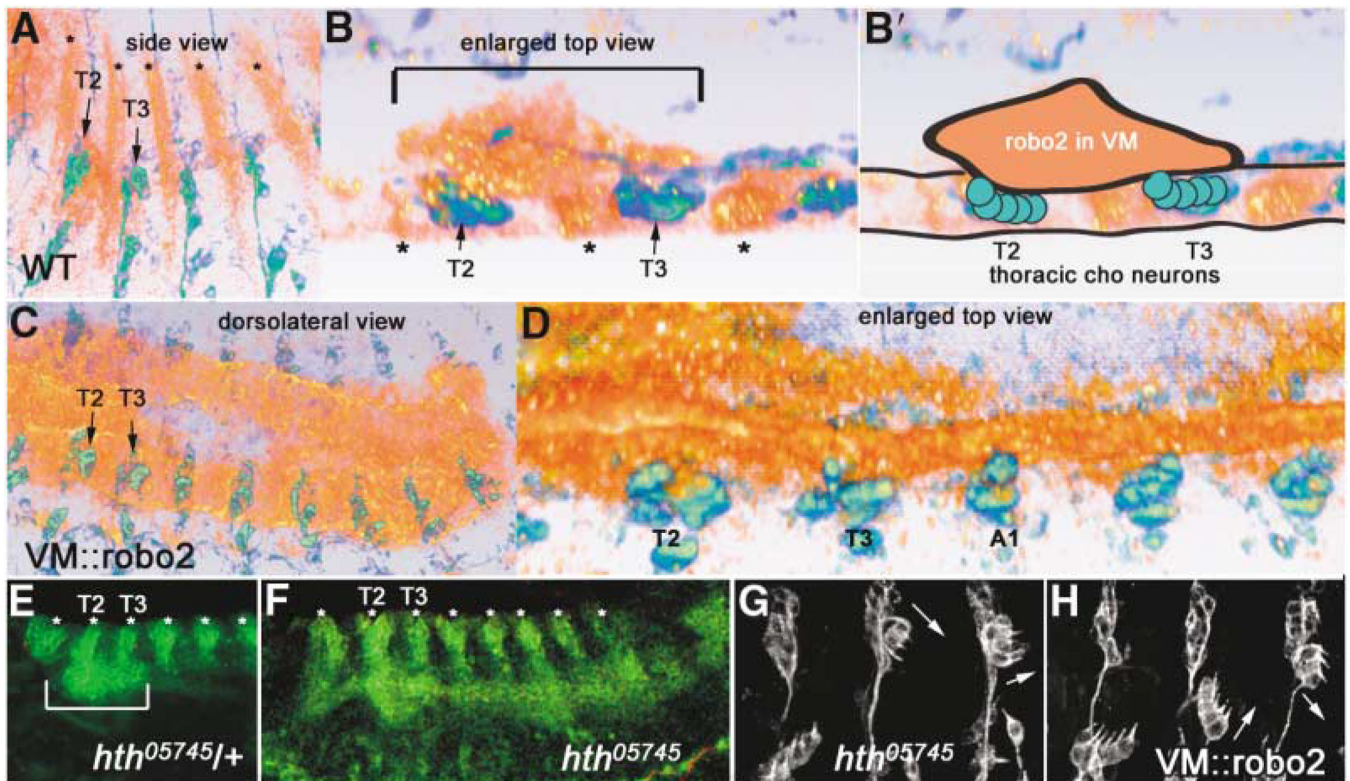 A
*
side view
* * * *
T2
T3
WT
B
enlarged top view
* * *
T2
T3
B′
robo2 in VM
T2 T3
thoracic cho neurons
C
dorsolateral view
T2 T3
VM::robo2
D
enlarged top view
T2 T3 A1
E
T2 T3
* * * * * *
hth05745/+
F
T2 T3
* * * * * * * *
hth05745
G
hth05745
H
VM::robo2